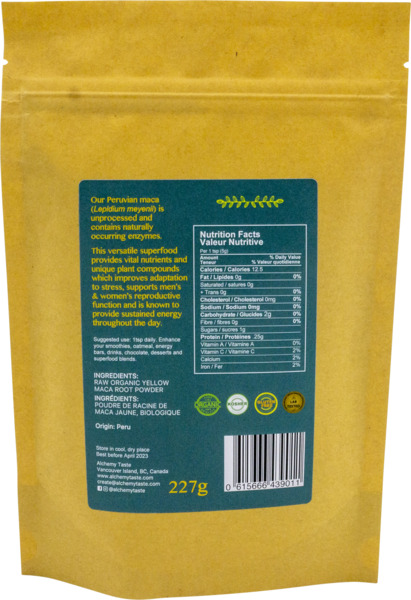 Our Peruvian maca
(Lepidium meyenii) is
unprocessed and
contains naturally
occurring enzymes.
This versatile superfood
provides vital nutrients and
unique plant compounds
which improves adaptation
to stress, supports men's
& women's reproductive
function and is known to
provide sustained energy
throughout the day.
Suggested use: 1tsp daily. Enhance
your smoothies, oatmeal, energy
bars, drinks, chocolate, desserts and
superfood blends.
INGREDIENTS:
RAW ORGANIC YELLOW
MACA ROOT POWDER
INGRÉDIENTS:
POUDRE DE RACINE DE
MACA JAUNE, BIOLOGIQUE
Origin: Peru
Store in cool, dry place
Best before April 2023
Alchemy Taste
Vancouver Island, BC, Canada
www.alchemytaste.com
create@alchemytaste.com
@alchemytaste
Nutrition Facts
Valeur Nutritive
Per 1 tsp (5g)
Amount % Daily Value
Teneur % Valeur quotidienne
Calories / Calories 12.5
Fat / Lipides 0g 0%
Saturated / satures 0g
+ Trans 0g 0%
Cholesterol / Cholesterol 0mg 0%
Sodium / Sodium 0mg 0%
Carbohydrate / Glucides 2g 0%
Fibre / fibres 0g 0%
Sugars / sucres 1g
Protein / Protéines .25g
Vitamin A / Vitamine A 0%
Vitamin C / Vitamine C 2%
Calcium 2%
Iron / Fer 2%
ORGANIC
KOSHER
LAB
TESTED
227g
0 615666 439011